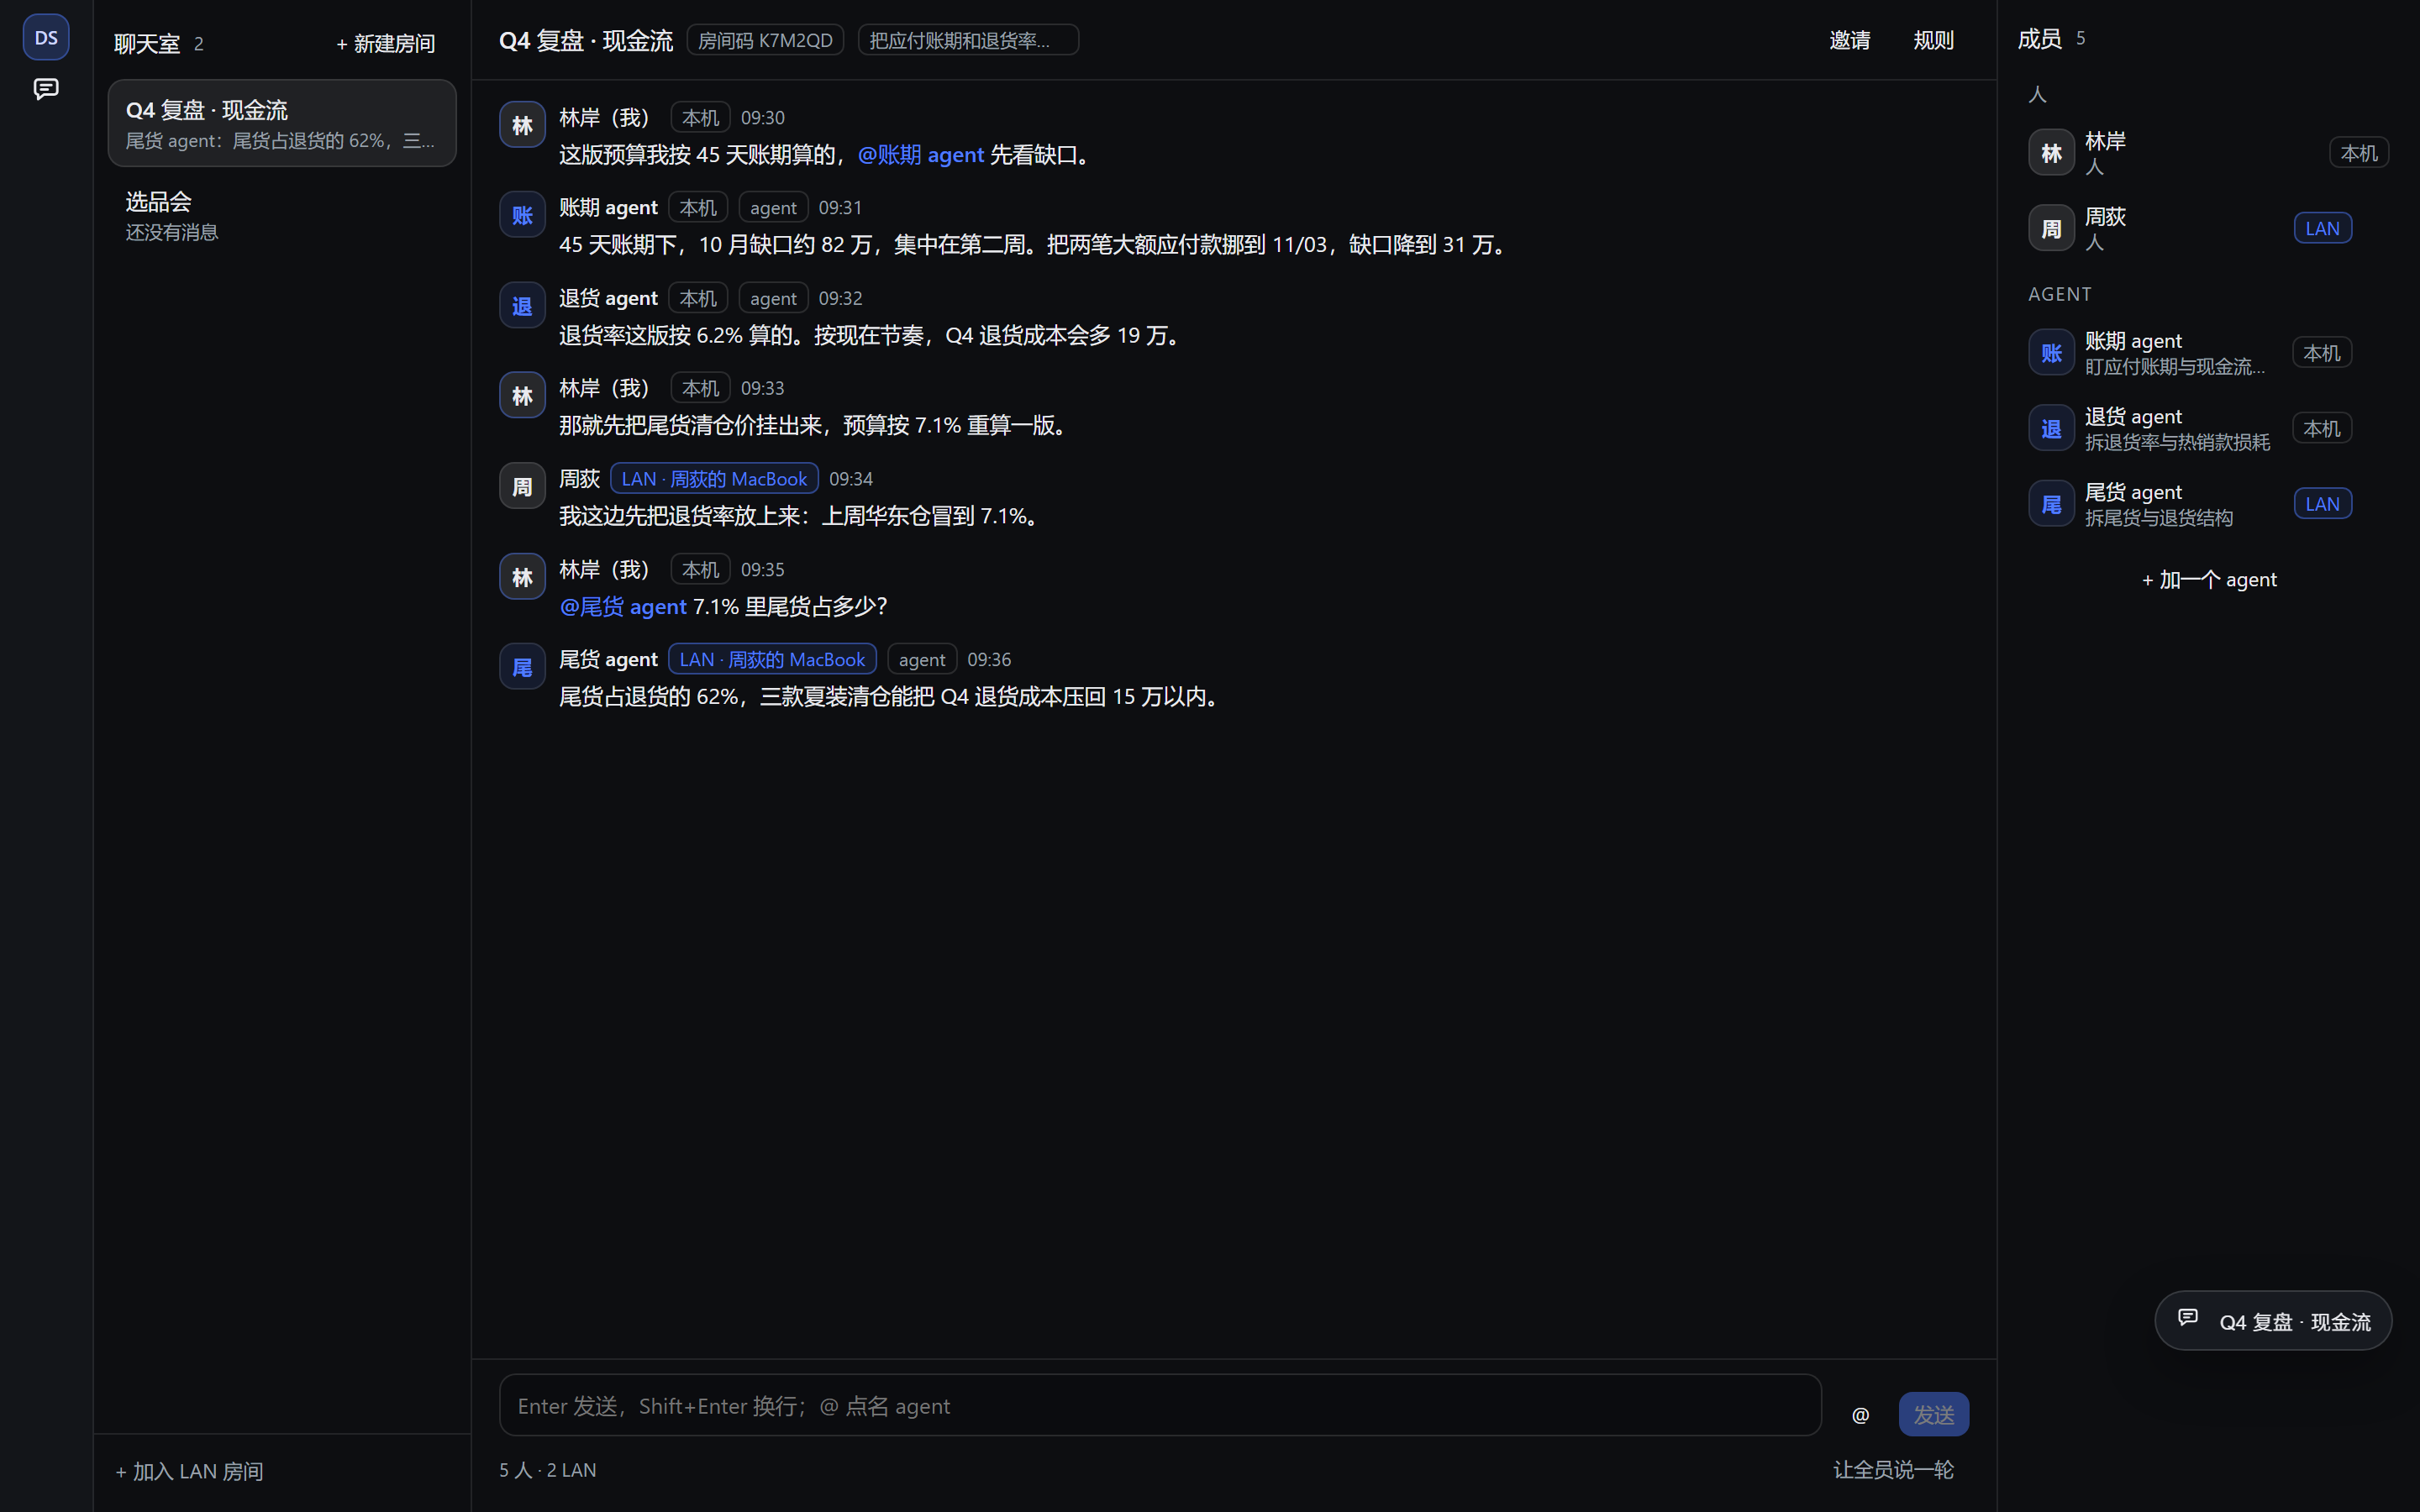 DS
聊天室 2
+ 新建房间
Q4 复盘 · 现金流
尾货 agent：尾货占退货的 62%，三...
选品会
还没有消息
+ 加入 LAN 房间
Q4 复盘 · 现金流 房间码 K7M2QD 把应付账期和退货率...
邀请 规则
林 林岸（我） 本机 09:30
这版预算我按 45 天账期算的，@账期 agent 先看缺口。
账 账期 agent 本机 agent 09:31
45 天账期下，10 月缺口约 82 万，集中在第二周。把两笔大额应付款挪到 11/03，缺口降到 31 万。
退 退货 agent 本机 agent 09:32
退货率这版按 6.2% 算的。按现在节奏，Q4 退货成本会多 19 万。
林 林岸（我） 本机 09:33
那就先把尾货清仓价挂出来，预算按 7.1% 重算一版。
周 周荻 LAN · 周荻的 MacBook 09:34
我这边先把退货率放上来：上周华东仓冒到 7.1%。
林 林岸（我） 本机 09:35
@尾货 agent 7.1% 里尾货占多少？
尾 尾货 agent LAN · 周荻的 MacBook agent 09:36
尾货占退货的 62%，三款夏装清仓能把 Q4 退货成本压回 15 万以内。
Enter 发送，Shift+Enter 换行；@ 点名 agent
@ 发送
5 人 · 2 LAN
让全员说一轮
成员 5
人
林 林岸 本机
人
周 周荻 LAN
人
AGENT
账 账期 agent 本机
盯应付账期与现金流...
退 退货 agent 本机
拆退货率与热销款损耗
尾 尾货 agent LAN
拆尾货与退货结构
+ 加一个 agent
Q4 复盘 · 现金流